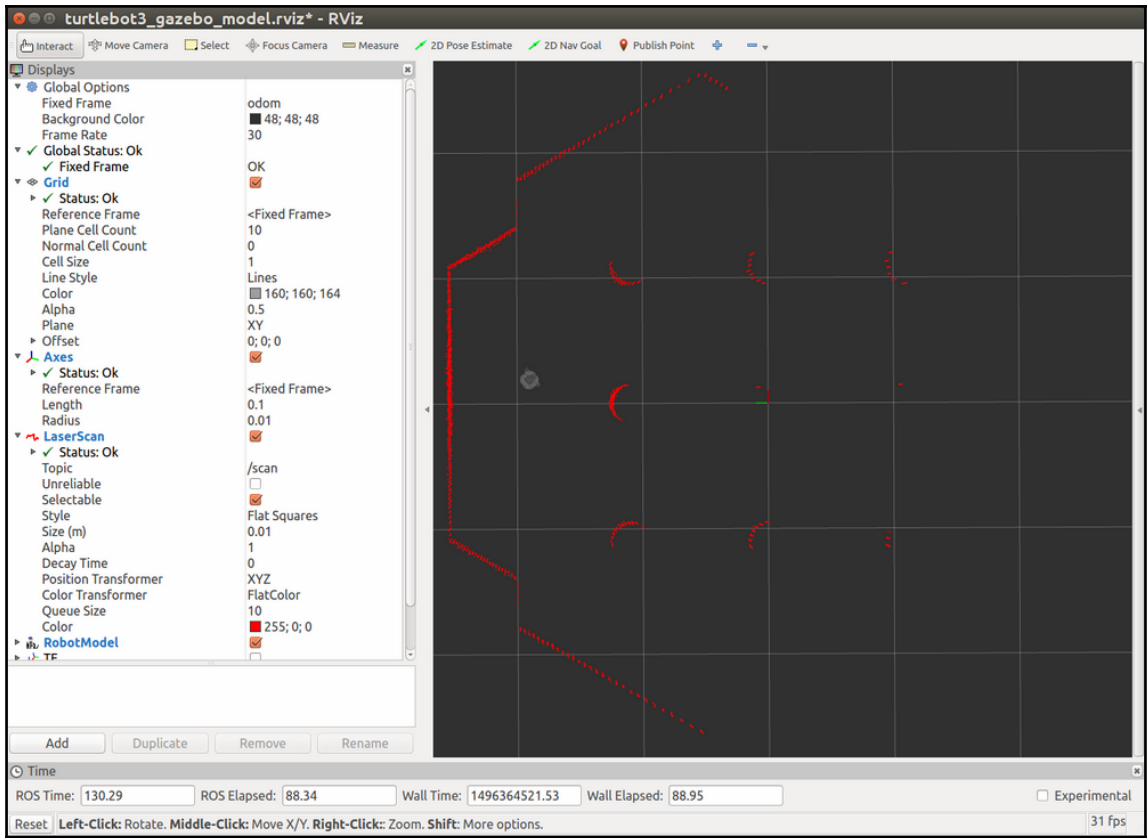 turtlebot3_gazebo_model.rviz* - RViz
Interact Move Camera Select Focus Camera Measure 2D Pose Estimate 2D Nav Goal Publish Point
Displays
Global Options
Fixed Frame odom
Background Color 48; 48; 48
Frame Rate 30
Global Status: Ok
Fixed Frame OK
Grid
Status: Ok
Reference Frame <Fixed Frame>
Plane Cell Count 10
Normal Cell Count 0
Cell Size 1
Line Style Lines
Color 160; 160; 164
Alpha 0.5
Plane XY
Offset 0; 0; 0
Axes
Status: Ok
Reference Frame <Fixed Frame>
Length 0.1
Radius 0.01
LaserScan
Status: Ok
Topic /scan
Unreliable
Selectable
Style Flat Squares
Size (m) 0.01
Alpha 1
Decay Time 0
Position Transformer XYZ
Color Transformer FlatColor
Queue Size 10
Color 255; 0; 0
RobotModel
TF
Add Duplicate Remove Rename
Time
ROS Time: 130.29 ROS Elapsed: 88.34 Wall Time: 1496364521.53 Wall Elapsed: 88.95 Experimental
Reset Left-Click: Rotate. Middle-Click: Move X/Y. Right-Click:: Zoom. Shift: More options. 31 fps